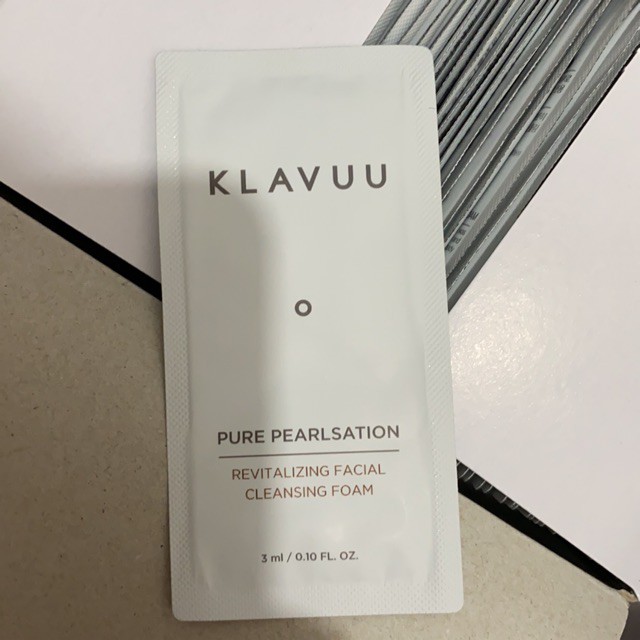 KLAVUU
PURE PEARLSATION
REVITALIZING FACIAL
CLEANSING FOAM
3 ml / 0.10 FL. OZ.